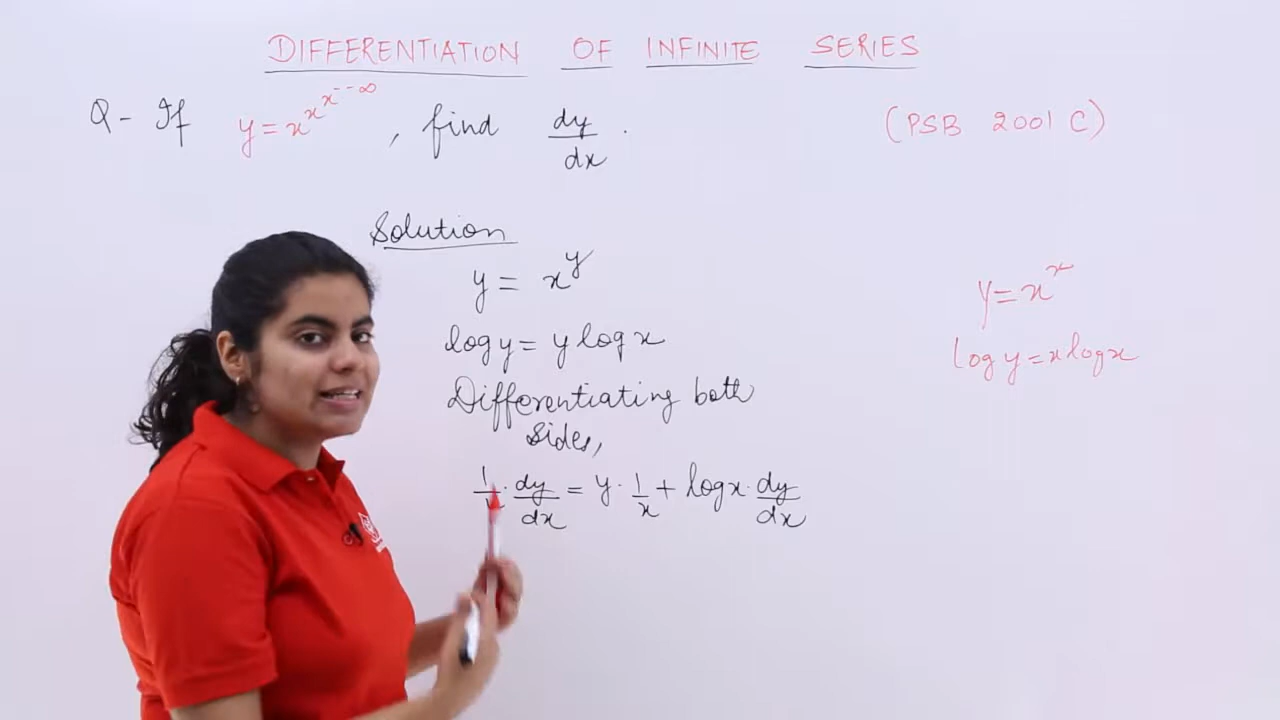 DIFFERENTIATION OF INFINITE SERIES
Q- If y = x^x^x^--∞, find dy/dx. (PSB 2001 C)
Solution
y = x^y
log y = y log x
Differentiating both
sides,
1/y · dy/dx = y · 1/x + log x · dy/dx
y = x^x
log y = x log x